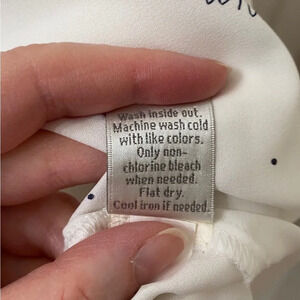 Wash inside out.
Machine wash cold
with like colors.
Only non-
chlorine bleach
when needed.
Flat dry.
Cool iron if needed.